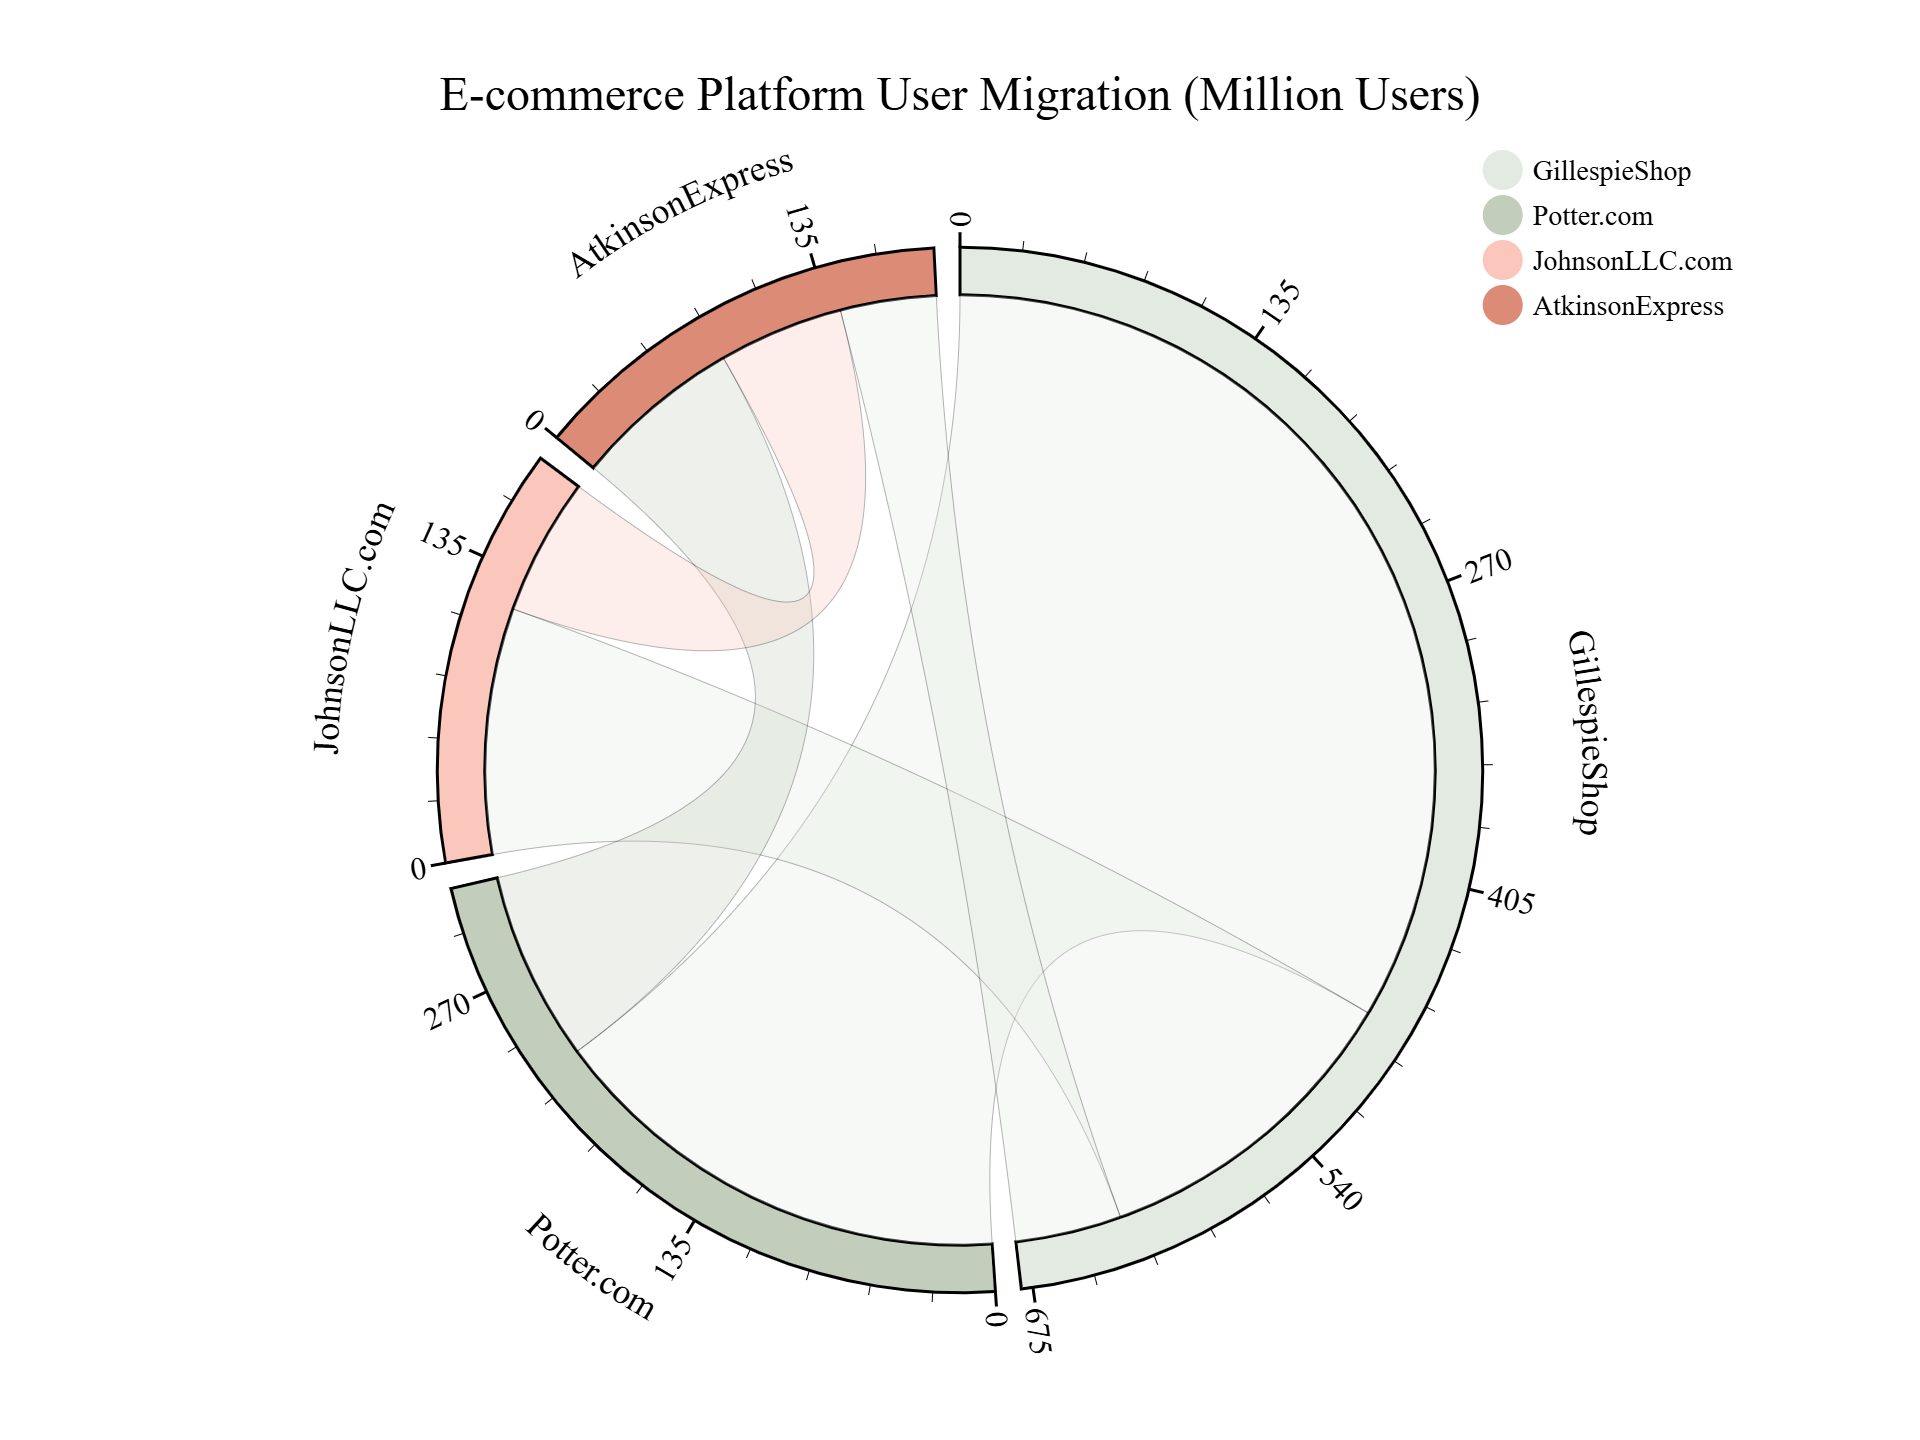 E-commerce Platform User Migration (Million Users)
GillespieShop
Potter.com
JohnsonLLC.com
AtkinsonExpress
0
135
270
405
540
675
GillespieShop
0
135
270
Potter.com
0
135
JohnsonLLC.com
0
135
AtkinsonExpress